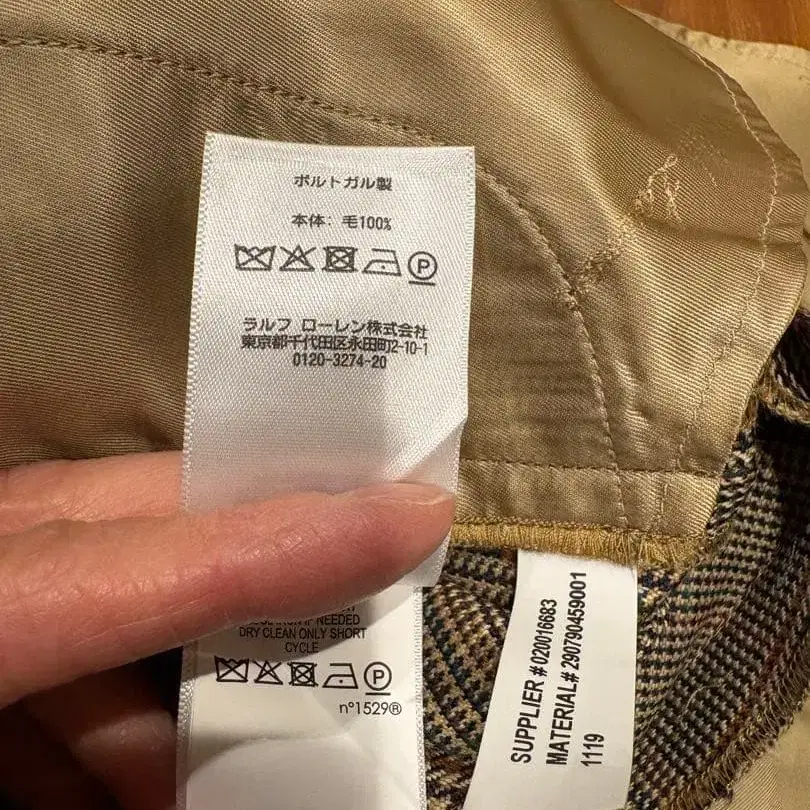 ポルトガル製
本体: 毛100%
P
ラルフ ローレン株式会社
東京都千代田区永田町2-10-1
0120-3274-20
IF NEEDED
DRY CLEAN ONLY SHORT
CYCLE
P
n°1529®
SUPPLIER #020016683
MATERIAL# 290790459001
1119